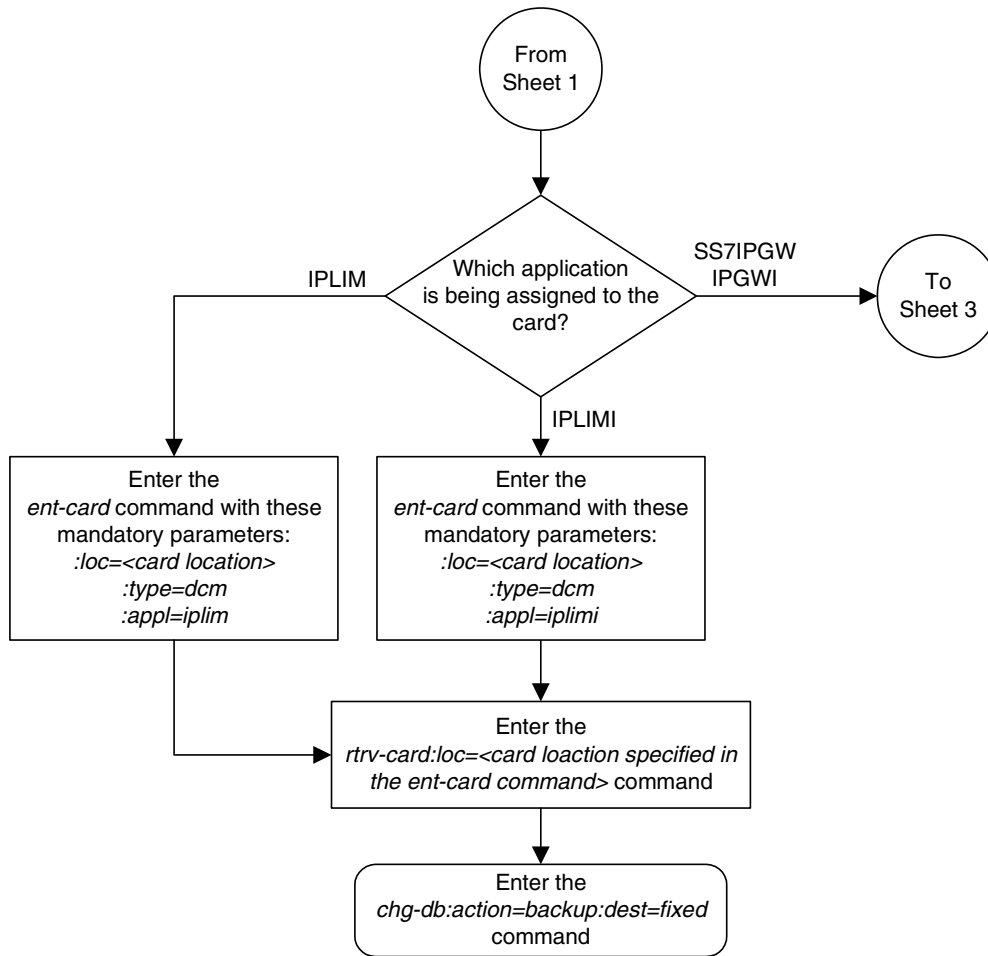 From
Sheet 1
Which application
is being assigned to the
card?
IPLIM
SS7IPGW
IPGWI
To
Sheet 3
IPLIMI
Enter the
ent-card command with these
mandatory parameters:
:loc=<card location>
:type=dcm
:appl=iplim
Enter the
ent-card command with these
mandatory parameters:
:loc=<card location>
:type=dcm
:appl=iplimi
Enter the
rtrv-card:loc=<card loaction specified in
the ent-card command> command
Enter the
chg-db:action=backup:dest=fixed
command